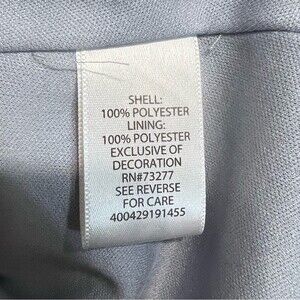 SHELL:
100% POLYESTER
LINING:
100% POLYESTER
EXCLUSIVE OF
DECORATION
RN#73277
SEE REVERSE
FOR CARE
400429191455